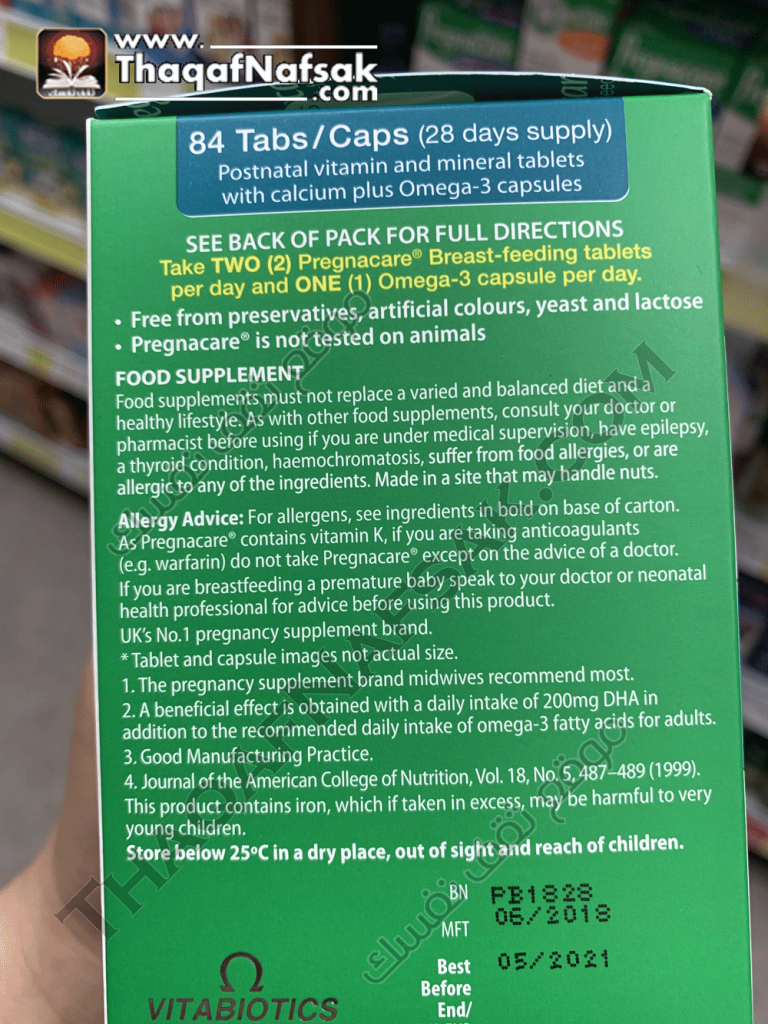 www.
ThaqafNafsak
.com
84 Tabs/Caps (28 days supply)
Postnatal vitamin and mineral tablets
with calcium plus Omega-3 capsules
SEE BACK OF PACK FOR FULL DIRECTIONS
Take TWO (2) Pregnacare® Breast-feeding tablets
per day and ONE (1) Omega-3 capsule per day.
• Free from preservatives, artificial colours, yeast and lactose
• Pregnacare® is not tested on animals
FOOD SUPPLEMENT
Food supplements must not replace a varied and balanced diet and a
healthy lifestyle. As with other food supplements, consult your doctor or
pharmacist before using if you are under medical supervision, have epilepsy,
a thyroid condition, haemochromatosis, suffer from food allergies, or are
allergic to any of the ingredients. Made in a site that may handle nuts.
Allergy Advice: For allergens, see ingredients in bold on base of carton.
As Pregnacare® contains vitamin K, if you are taking anticoagulants
(e.g. warfarin) do not take Pregnacare® except on the advice of a doctor.
If you are breastfeeding a premature baby speak to your doctor or neonatal
health professional for advice before using this product.
UK's No.1 pregnancy supplement brand.
* Tablet and capsule images not actual size.
1. The pregnancy supplement brand midwives recommend most.
2. A beneficial effect is obtained with a daily intake of 200mg DHA in
addition to the recommended daily intake of omega-3 fatty acids for adults.
3. Good Manufacturing Practice.
4. Journal of the American College of Nutrition, Vol. 18, No. 5, 487–489 (1999).
This product contains iron, which if taken in excess, may be harmful to very
young children.
Store below 25ºC in a dry place, out of sight and reach of children.
BN PB1828
MFT 06/2018
Best 05/2021
Before
End/
VITABIOTICS
THAQAFNAFSAK.COM
موقع ثقف نفسك
موقع ثقف نفسك